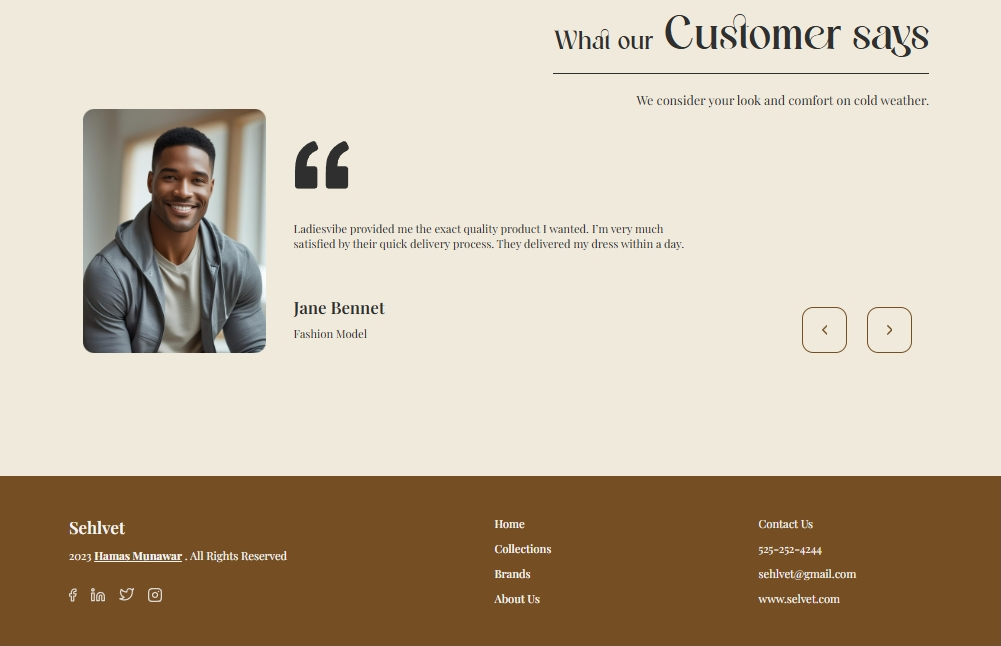 What our Customer says
We consider your look and comfort on cold weather.
Ladiesvibe provided me the exact quality product I wanted. I'm very much
satisfied by their quick delivery process. They delivered my dress within a day.
Jane Bennet
Fashion Model
Sehlvet
2023 Hamas Munawar . All Rights Reserved
Home
Collections
Brands
About Us
Contact Us
525-252-4244
sehlvet@gmail.com
www.selvet.com